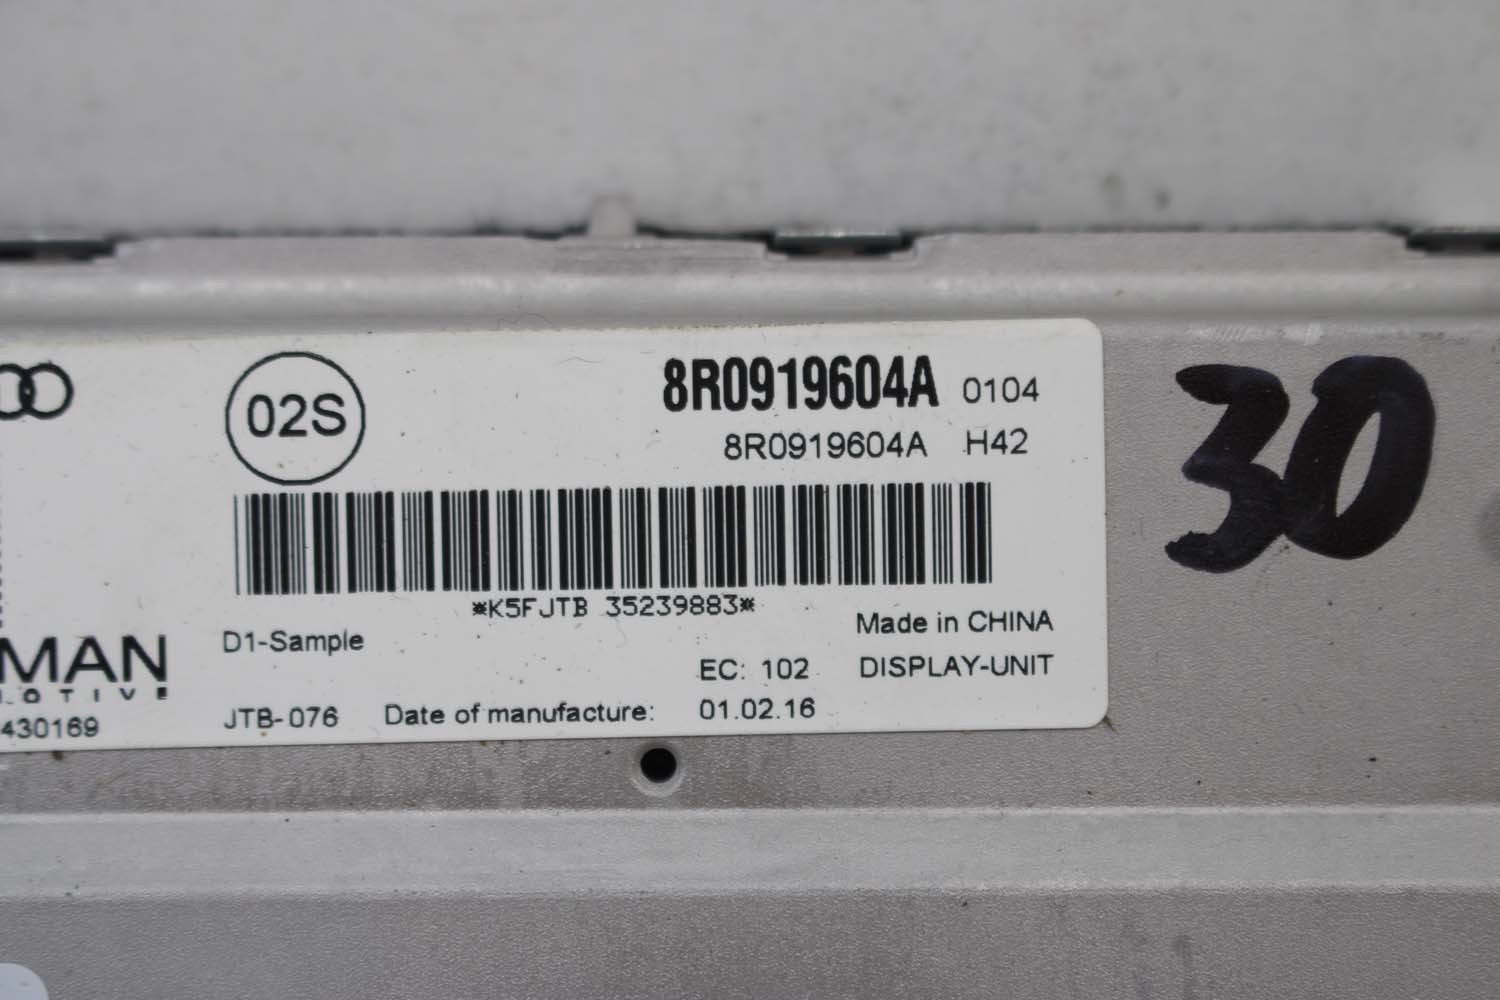 02S
8R0919604A 0104
8R0919604A H42
*K5FJTB 35239883*
Made in CHINA
D1-Sample
MAN
EC: 102 DISPLAY-UNIT
OTIVE
430169
JTB-076 Date of manufacture: 01.02.16
30